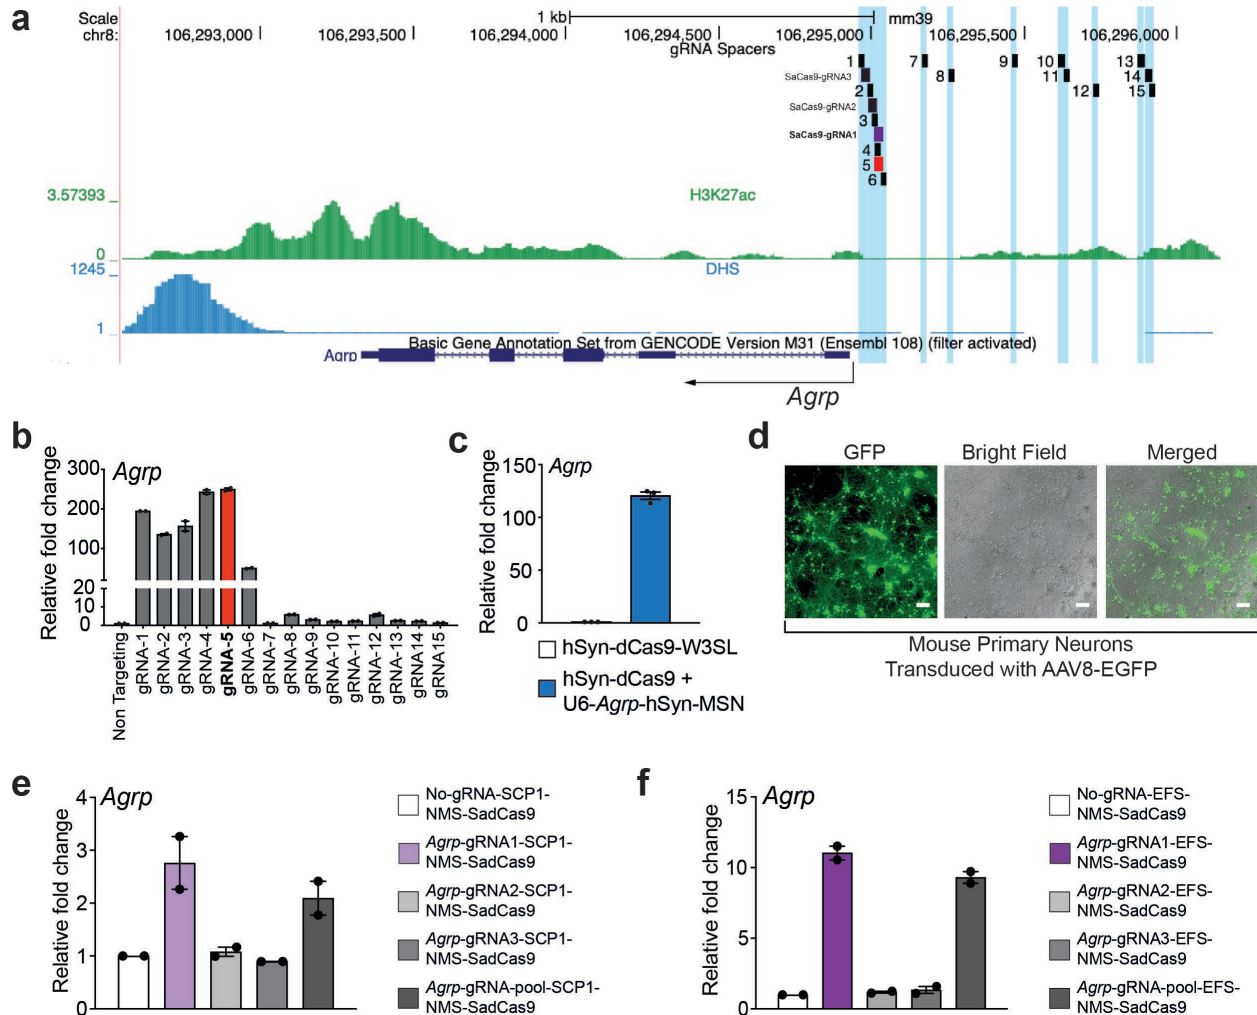 a
Scale
1 kb
mm39
chr8:
106,293,000
106,293,500
106,294,000
106,294,500
106,295,000
106,295,500
106,296,000
gRNA Spacers
1
7
9
10
13
SaCas9-gRNA3
8
11
14
2
12
15
SaCas9-gRNA2
3
SaCas9-gRNA1
4
5
6
3.57393
H3K27ac
0
1245
DHS
1
Basic Gene Annotation Set from GENCODE Version M31 (Ensembl 108) (filter activated)
Agrp
Agrp
b
Agrp
Relative fold change
300
200
100
20
10
0
Non Targeting
gRNA-1
gRNA-2
gRNA-3
gRNA-4
gRNA-5
gRNA-6
gRNA-7
gRNA-8
gRNA-9
gRNA-10
gRNA-11
gRNA-12
gRNA-13
gRNA14
gRNA15
c
Agrp
Relative fold change
150
100
50
0
hSyn-dCas9-W3SL
hSyn-dCas9 +
U6-Agrp-hSyn-MSN
d
GFP
Bright Field
Merged
Mouse Primary Neurons
Transduced with AAV8-EGFP
e
Agrp
Relative fold change
4
3
2
1
0
No-gRNA-SCP1-
NMS-SadCas9
Agrp-gRNA1-SCP1-
NMS-SadCas9
Agrp-gRNA2-SCP1-
NMS-SadCas9
Agrp-gRNA3-SCP1-
NMS-SadCas9
Agrp-gRNA-pool-SCP1-
NMS-SadCas9
f
Agrp
Relative fold change
15
10
5
0
No-gRNA-EFS-
NMS-SadCas9
Agrp-gRNA1-EFS-
NMS-SadCas9
Agrp-gRNA2-EFS-
NMS-SadCas9
Agrp-gRNA3-EFS-
NMS-SadCas9
Agrp-gRNA-pool-EFS-
NMS-SadCas9